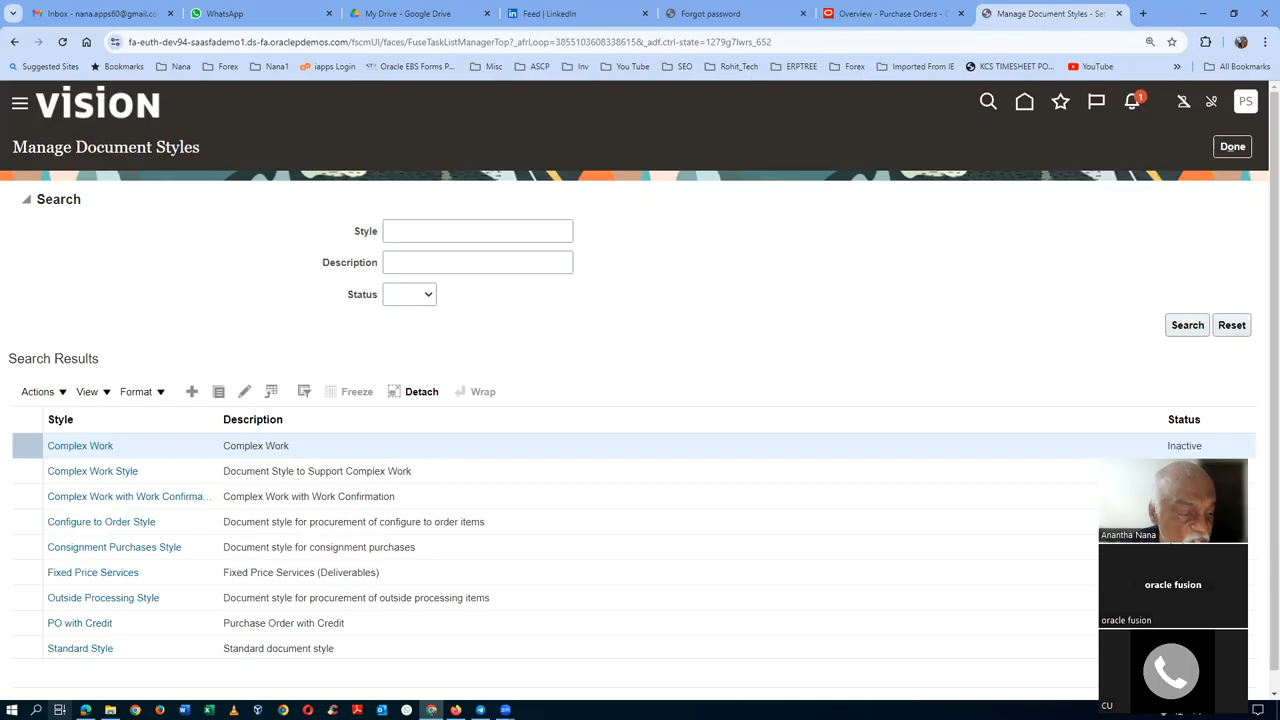 Inbox - nana.apps60@gmail.com
WhatsApp
My Drive - Google Drive
Feed | LinkedIn
Forgot password
Overview - Purchase Orders - O
Manage Document Styles - Set
fa-euth-dev94-saasfademo1.ds-fa.oraclepdemos.com/fscmUI/faces/FuseTaskListManagerTop?_afrLoop=3855103608338615&_adf.ctrl-state=1279g7lwrs_652
Suggested Sites
Bookmarks
Nana
Forex
Nana1
iapps Login
Oracle EBS Forms P...
Misc
ASCP
Inv
You Tube
SEO
Rohit_Tech
ERPTREE
Forex
Imported From IE
KCS TIMESHEET PO...
YouTube
All Bookmarks
VISION
1
PS
Manage Document Styles
Done
Search
Style
Description
Status
Search Reset
Search Results
Actions View Format Freeze Detach Wrap
Style Description Status
Complex Work Complex Work Inactive
Complex Work Style Document Style to Support Complex Work
Complex Work with Work Confirma... Complex Work with Work Confirmation
Configure to Order Style Document style for procurement of configure to order items
Consignment Purchases Style Document style for consignment purchases
Fixed Price Services Fixed Price Services (Deliverables)
Outside Processing Style Document style for procurement of outside processing items
PO with Credit Purchase Order with Credit
Standard Style Standard document style
Anantha Nana
oracle fusion
oracle fusion
CU